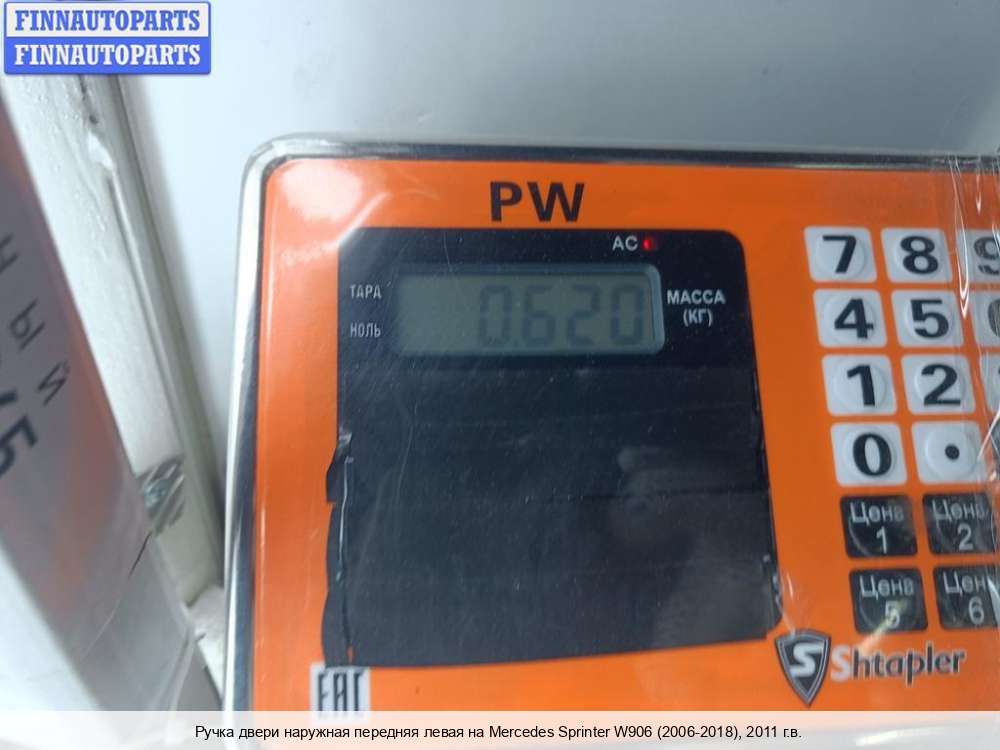 FINNAUTOPARTS
FINNAUTOPARTS
PW
AC
ТАРА
НОЛЬ
0.620
МАССА
(КГ)
7 8 9
4 5
1 2
0 .
Цена 1
Цена 2
Цена 5
Цена 6
Shtapler
EAC
Ручка двери наружная передняя левая на Mercedes Sprinter W906 (2006-2018), 2011 г.в.